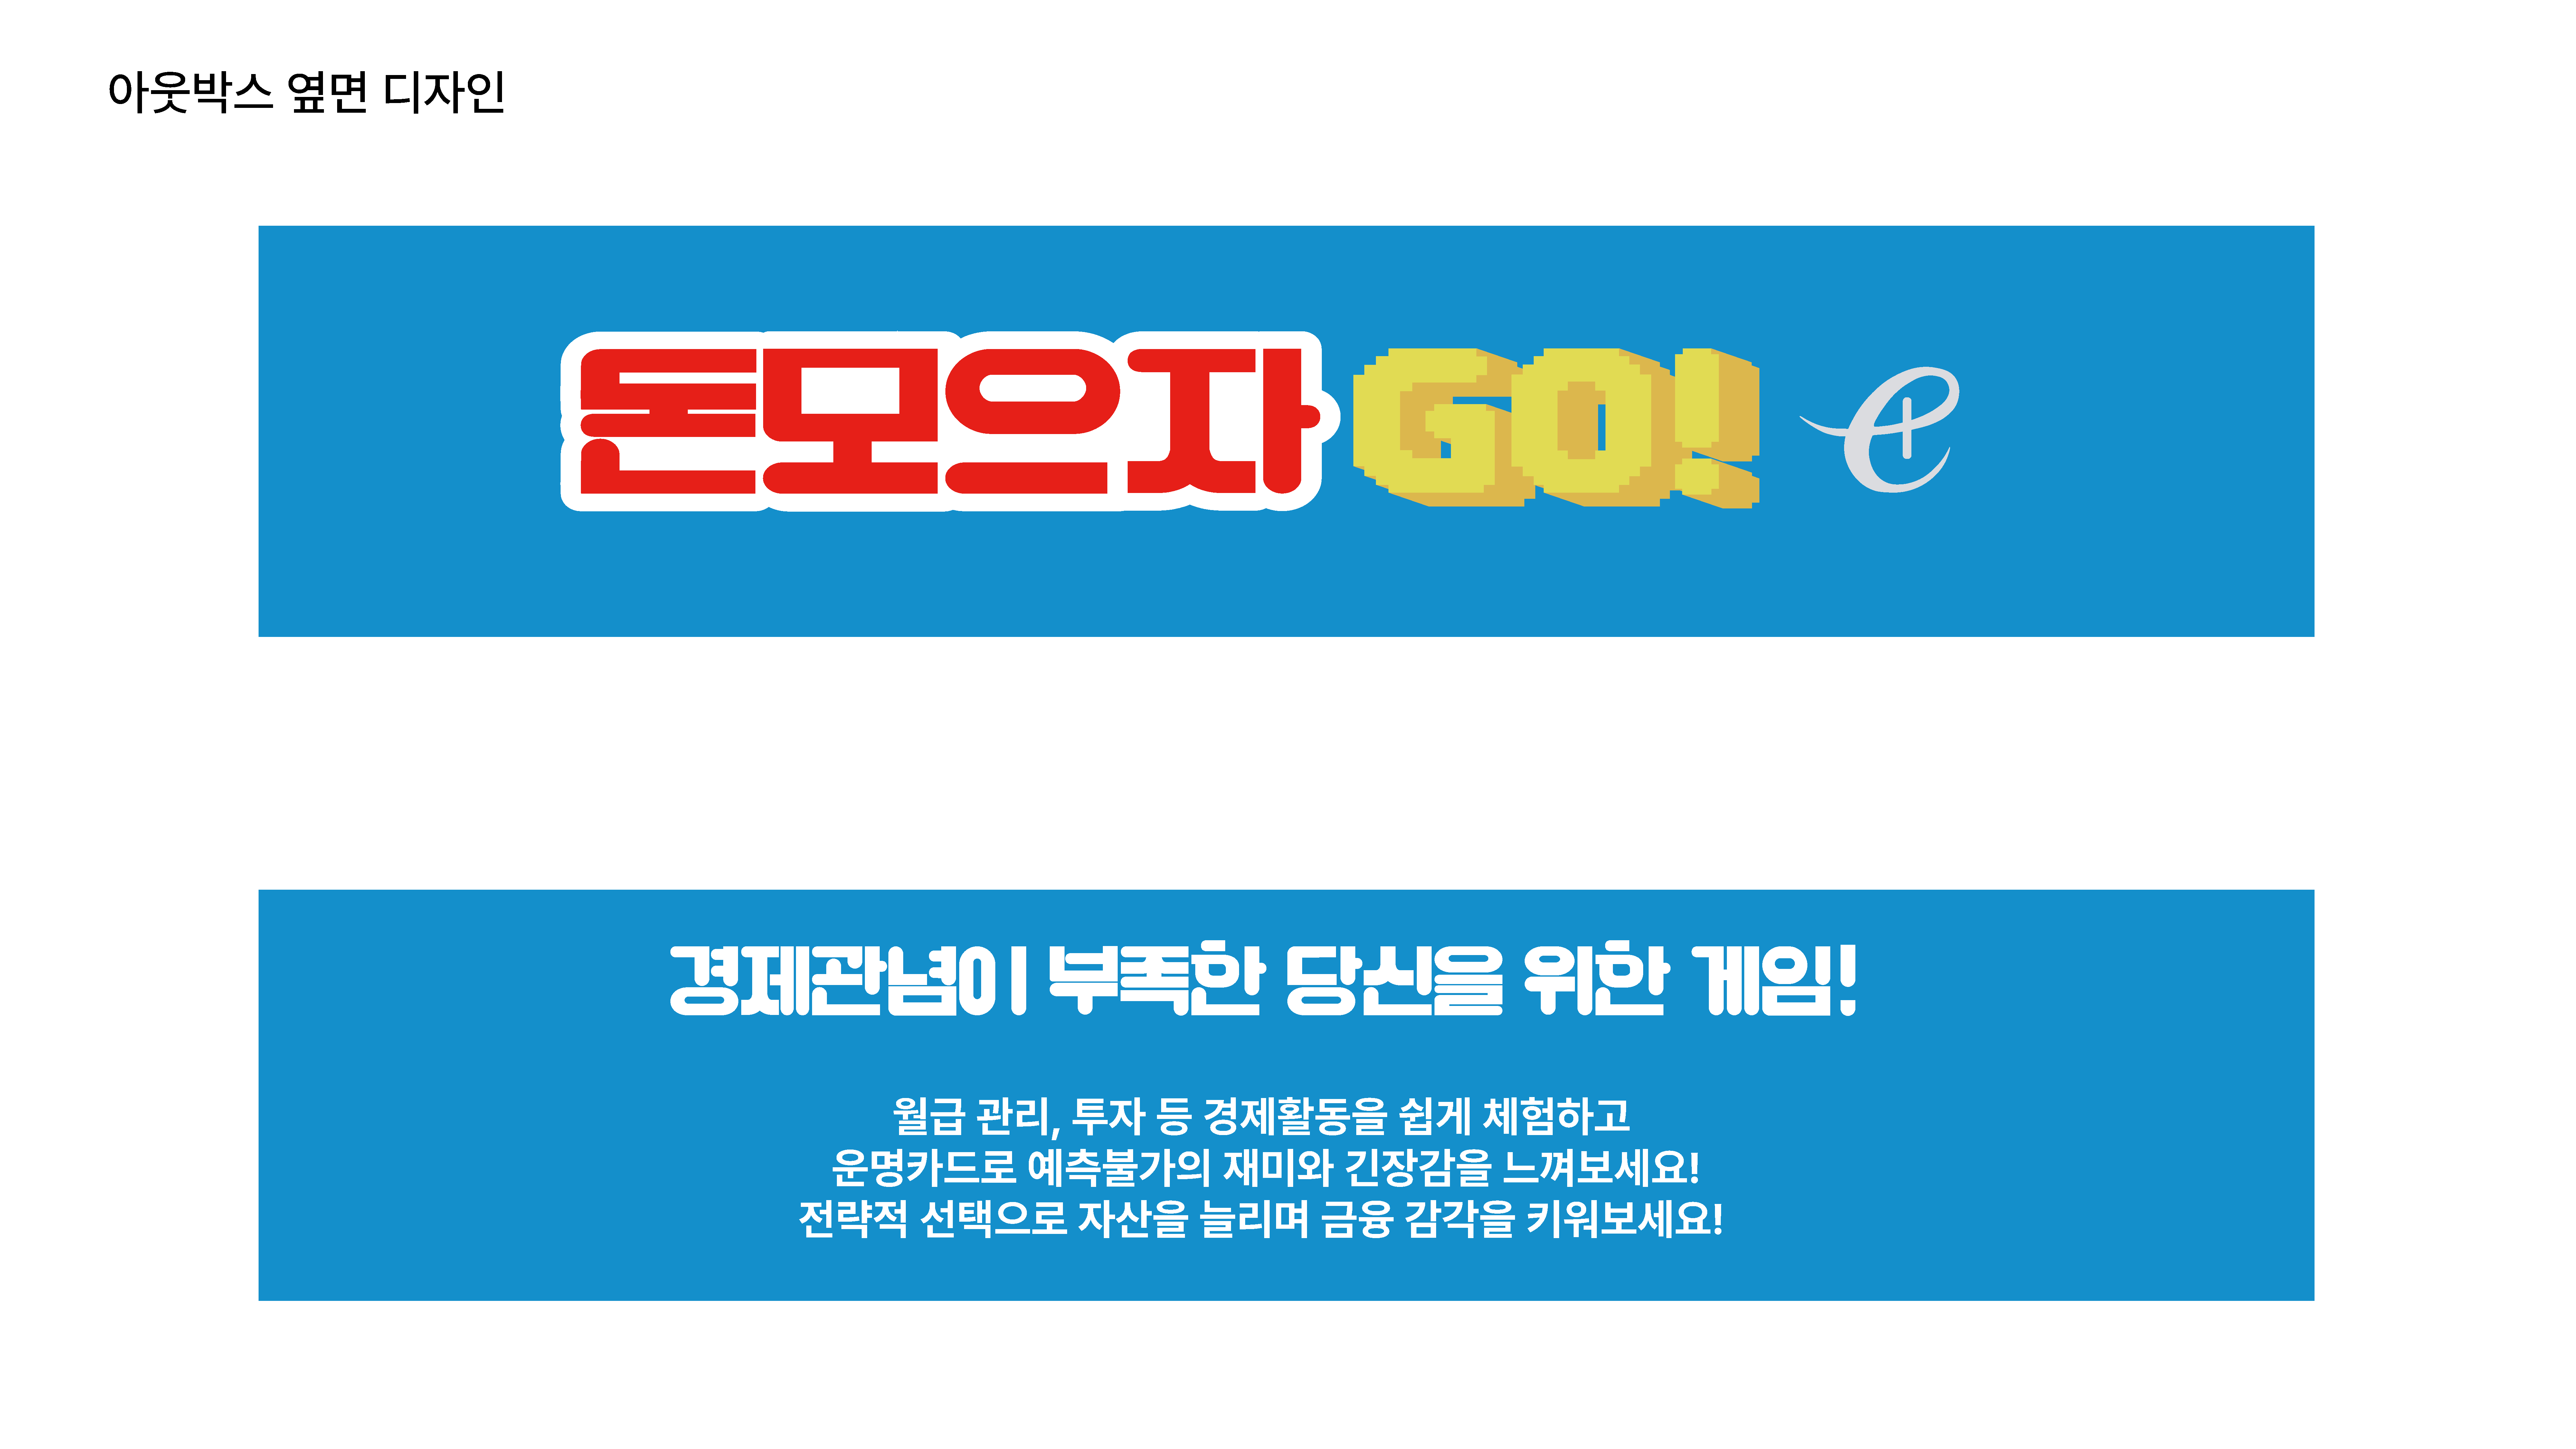 아웃박스 옆면 디자인
돈모으자 GO! e
경제관념이 부족한 당신을 위한 게임!
월급 관리, 투자 등 경제활동을 쉽게 체험하고
운명카드로 예측불가의 재미와 긴장감을 느껴보세요!
전략적 선택으로 자산을 늘리며 금융 감각을 키워보세요!